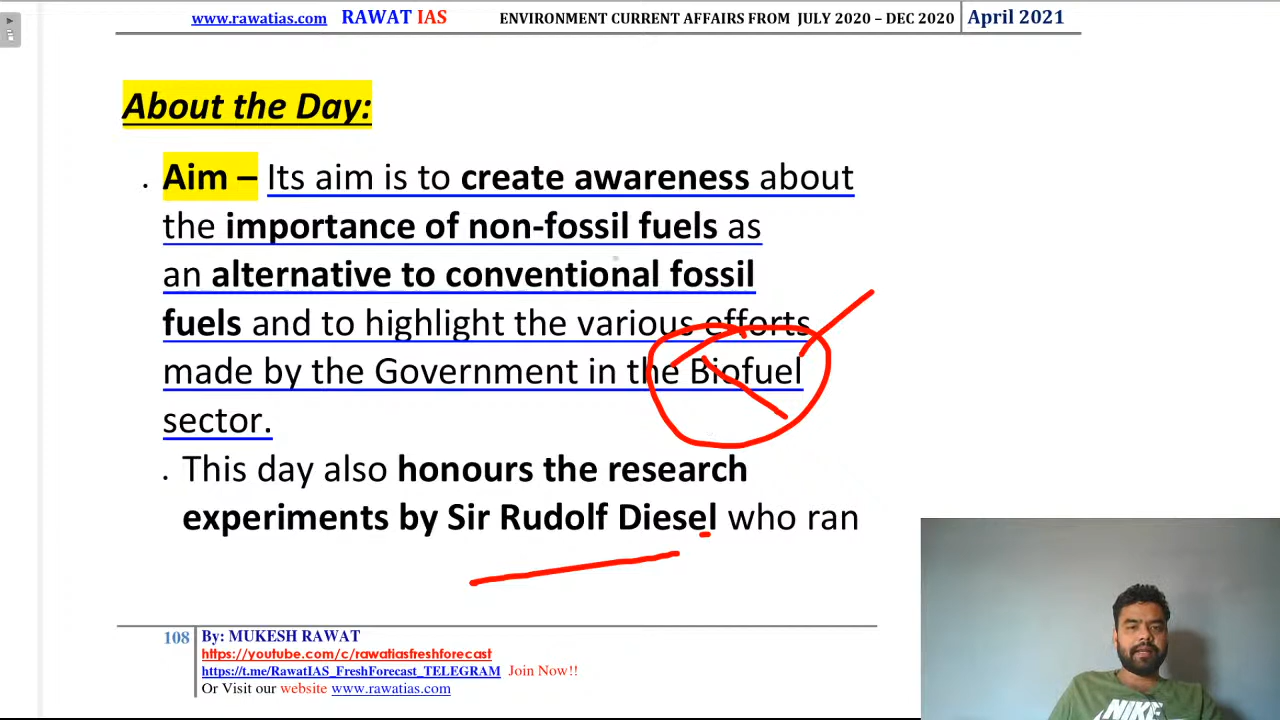 www.rawatias.com RAWAT IAS ENVIRONMENT CURRENT AFFAIRS FROM JULY 2020 – DEC 2020 April 2021
About the Day:
. Aim – Its aim is to create awareness about
the importance of non-fossil fuels as
an alternative to conventional fossil
fuels and to highlight the various efforts
made by the Government in the Biofuel
sector.
. This day also honours the research
experiments by Sir Rudolf Diesel who ran
108 By: MUKESH RAWAT
https://youtube.com/c/rawatiasfreshforecast
https://t.me/RawatIAS_FreshForecast_TELEGRAM Join Now!!
Or Visit our website www.rawatias.com
NIKE